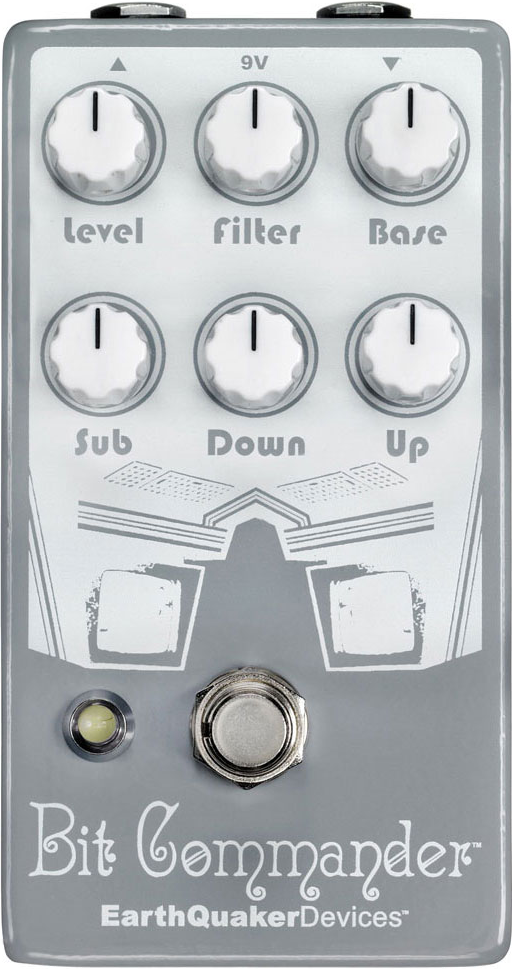 ▲ 9V ▼
Level Filter Base
Sub Down Up
Bit Commander™
EarthQuakerDevices™